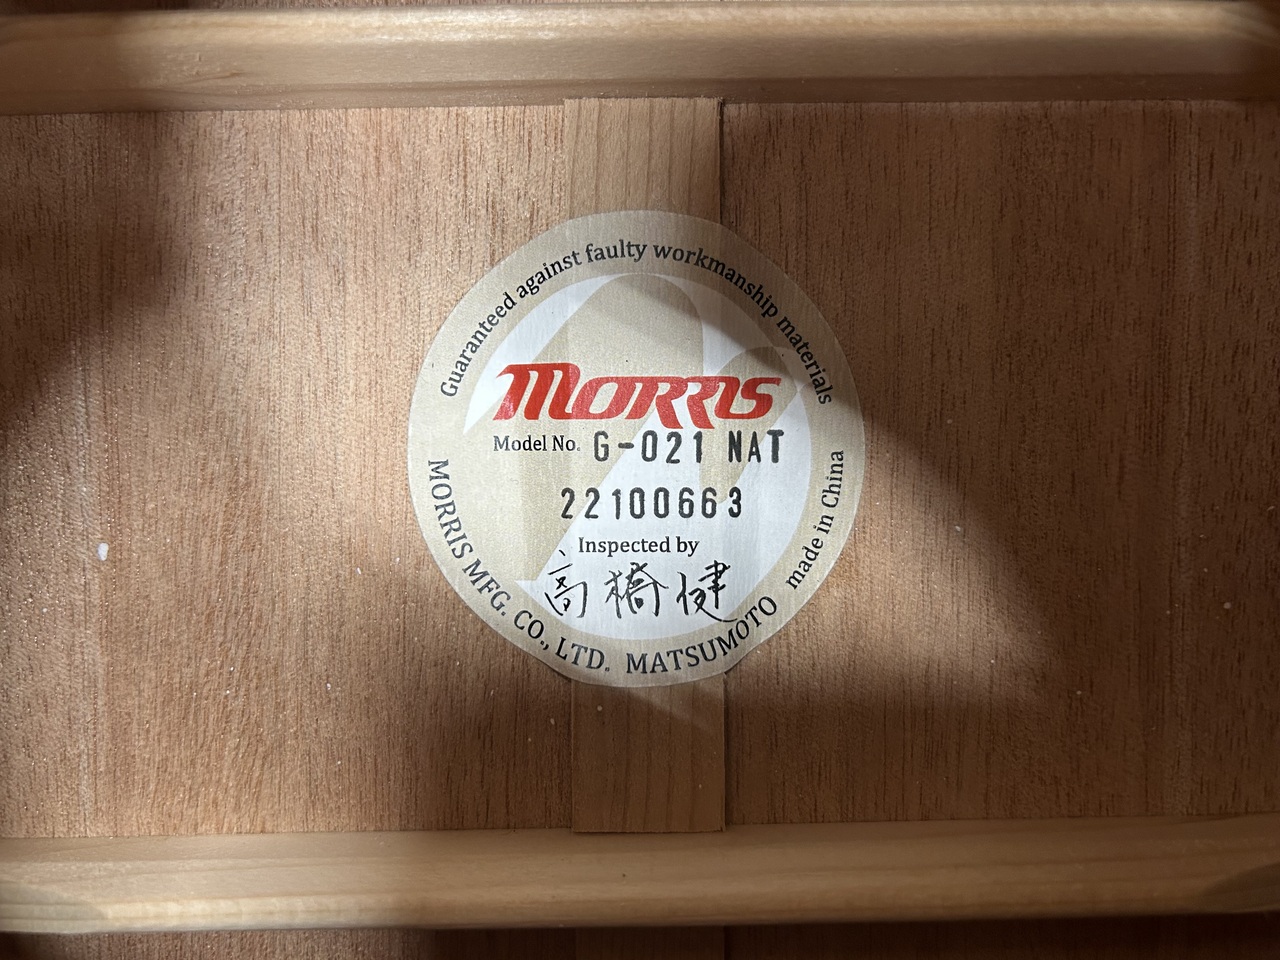 Guaranteed against faulty workmanship materials
MORRIS
Model No. G-021 NAT
22100663
Inspected by
高橋健
MORRIS MFG. CO., LTD. MATSUMOTO
made in China